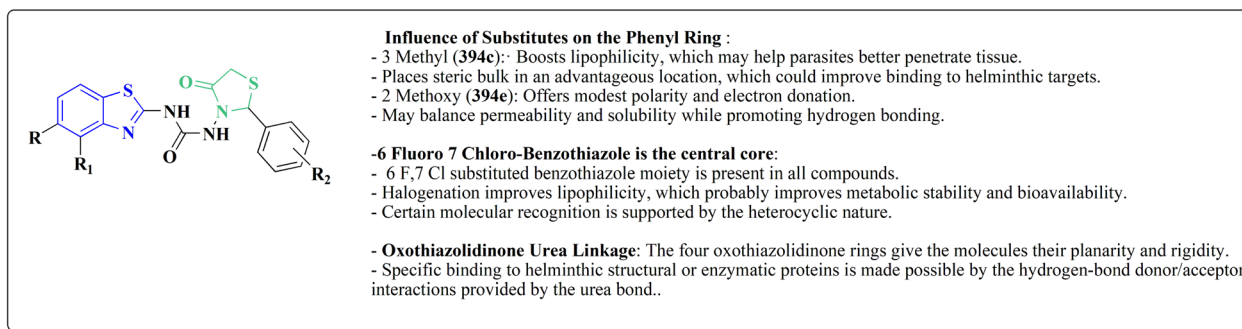 Influence of Substitutes on the Phenyl Ring :
- 3 Methyl (394c):· Boosts lipophilicity, which may help parasites better penetrate tissue.
- Places steric bulk in an advantageous location, which could improve binding to helminthic targets.
- 2 Methoxy (394e): Offers modest polarity and electron donation.
- May balance permeability and solubility while promoting hydrogen bonding.
-6 Fluoro 7 Chloro-Benzothiazole is the central core:
- 6 F,7 Cl substituted benzothiazole moiety is present in all compounds.
- Halogenation improves lipophilicity, which probably improves metabolic stability and bioavailability.
- Certain molecular recognition is supported by the heterocyclic nature.
- Oxothiazolidinone Urea Linkage: The four oxothiazolidinone rings give the molecules their planarity and rigidity.
- Specific binding to helminthic structural or enzymatic proteins is made possible by the hydrogen-bond donor/acceptor
interactions provided by the urea bond..
O
S
S
N
NH
N
NH
O
R
R1
R2